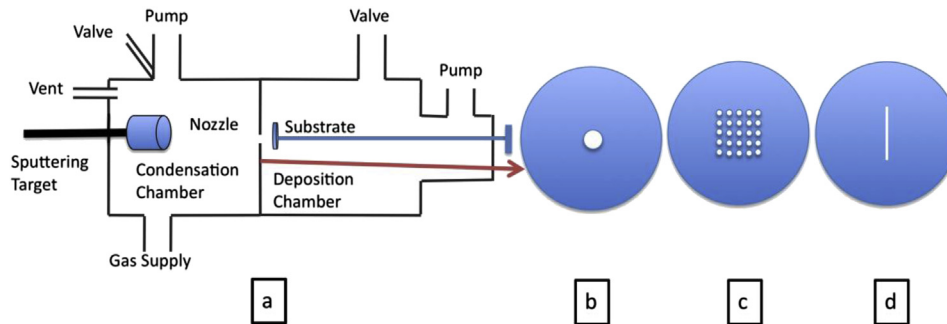 Pump
Valve
Valve
Pump
Vent
Nozzle
Substrate
Sputtering
Target
Condensation
Chamber
Deposition
Chamber
Gas Supply
a
b
c
d